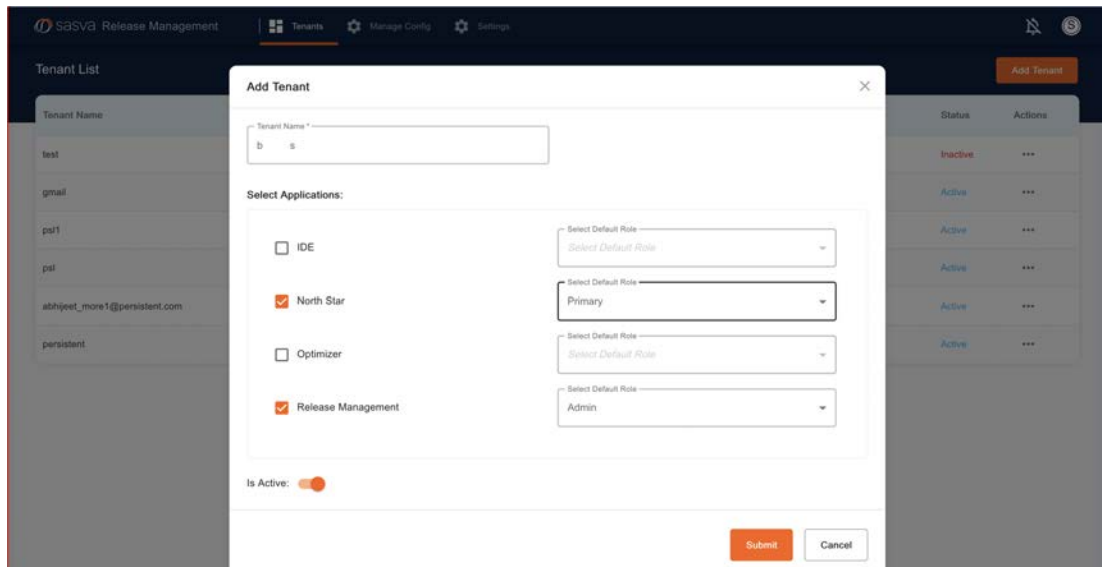 sasva Release Management Tenants Manage Config Settings S
Tenant List Add Tenant
Add Tenant
Tenant Name Status Actions
Tenant Name *
b s
test Inactive
gmail Active
Select Applications:
psl1 Active
Select Default Role
IDE Select Default Role
psl Active
Select Default Role
North Star Primary
abhijeet_more1@persistent.com Active
Select Default Role
persistent Active
Optimizer Select Default Role
Select Default Role
Release Management Admin
Is Active:
Submit Cancel